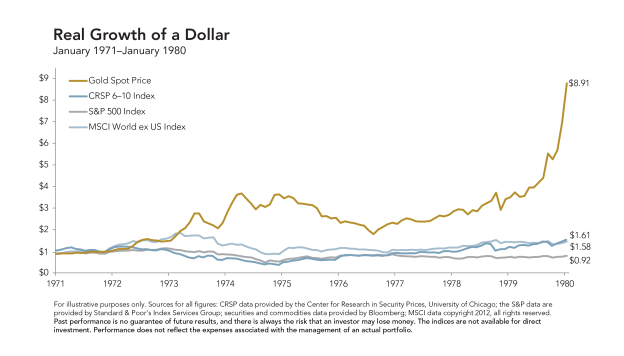 Real Growth of a Dollar
January 1971–January 1980
$9
$8
$7
$6
$5
$4
$3
$2
$1
$0
Gold Spot Price
CRSP 6–10 Index
S&P 500 Index
MSCI World ex US Index
$8.91
$1.61
$1.58
$0.92
1971 1972 1973 1974 1975 1976 1977 1978 1979 1980
For illustrative purposes only. Sources for all figures: CRSP data provided by the Center for Research in Security Prices, University of Chicago; the S&P data are
provided by Standard & Poor's Index Services Group; securities and commodities data provided by Bloomberg; MSCI data copyright 2012, all rights reserved.
Past performance is no guarantee of future results, and there is always the risk that an investor may lose money. The indices are not available for direct
investment. Performance does not reflect the expenses associated with the management of an actual portfolio.